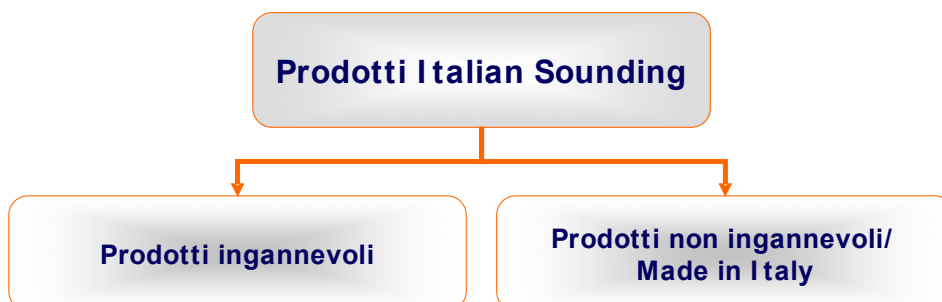 Prodotti Italian Sounding
Prodotti ingannevoli
Prodotti non ingannevoli/
Made in Italy